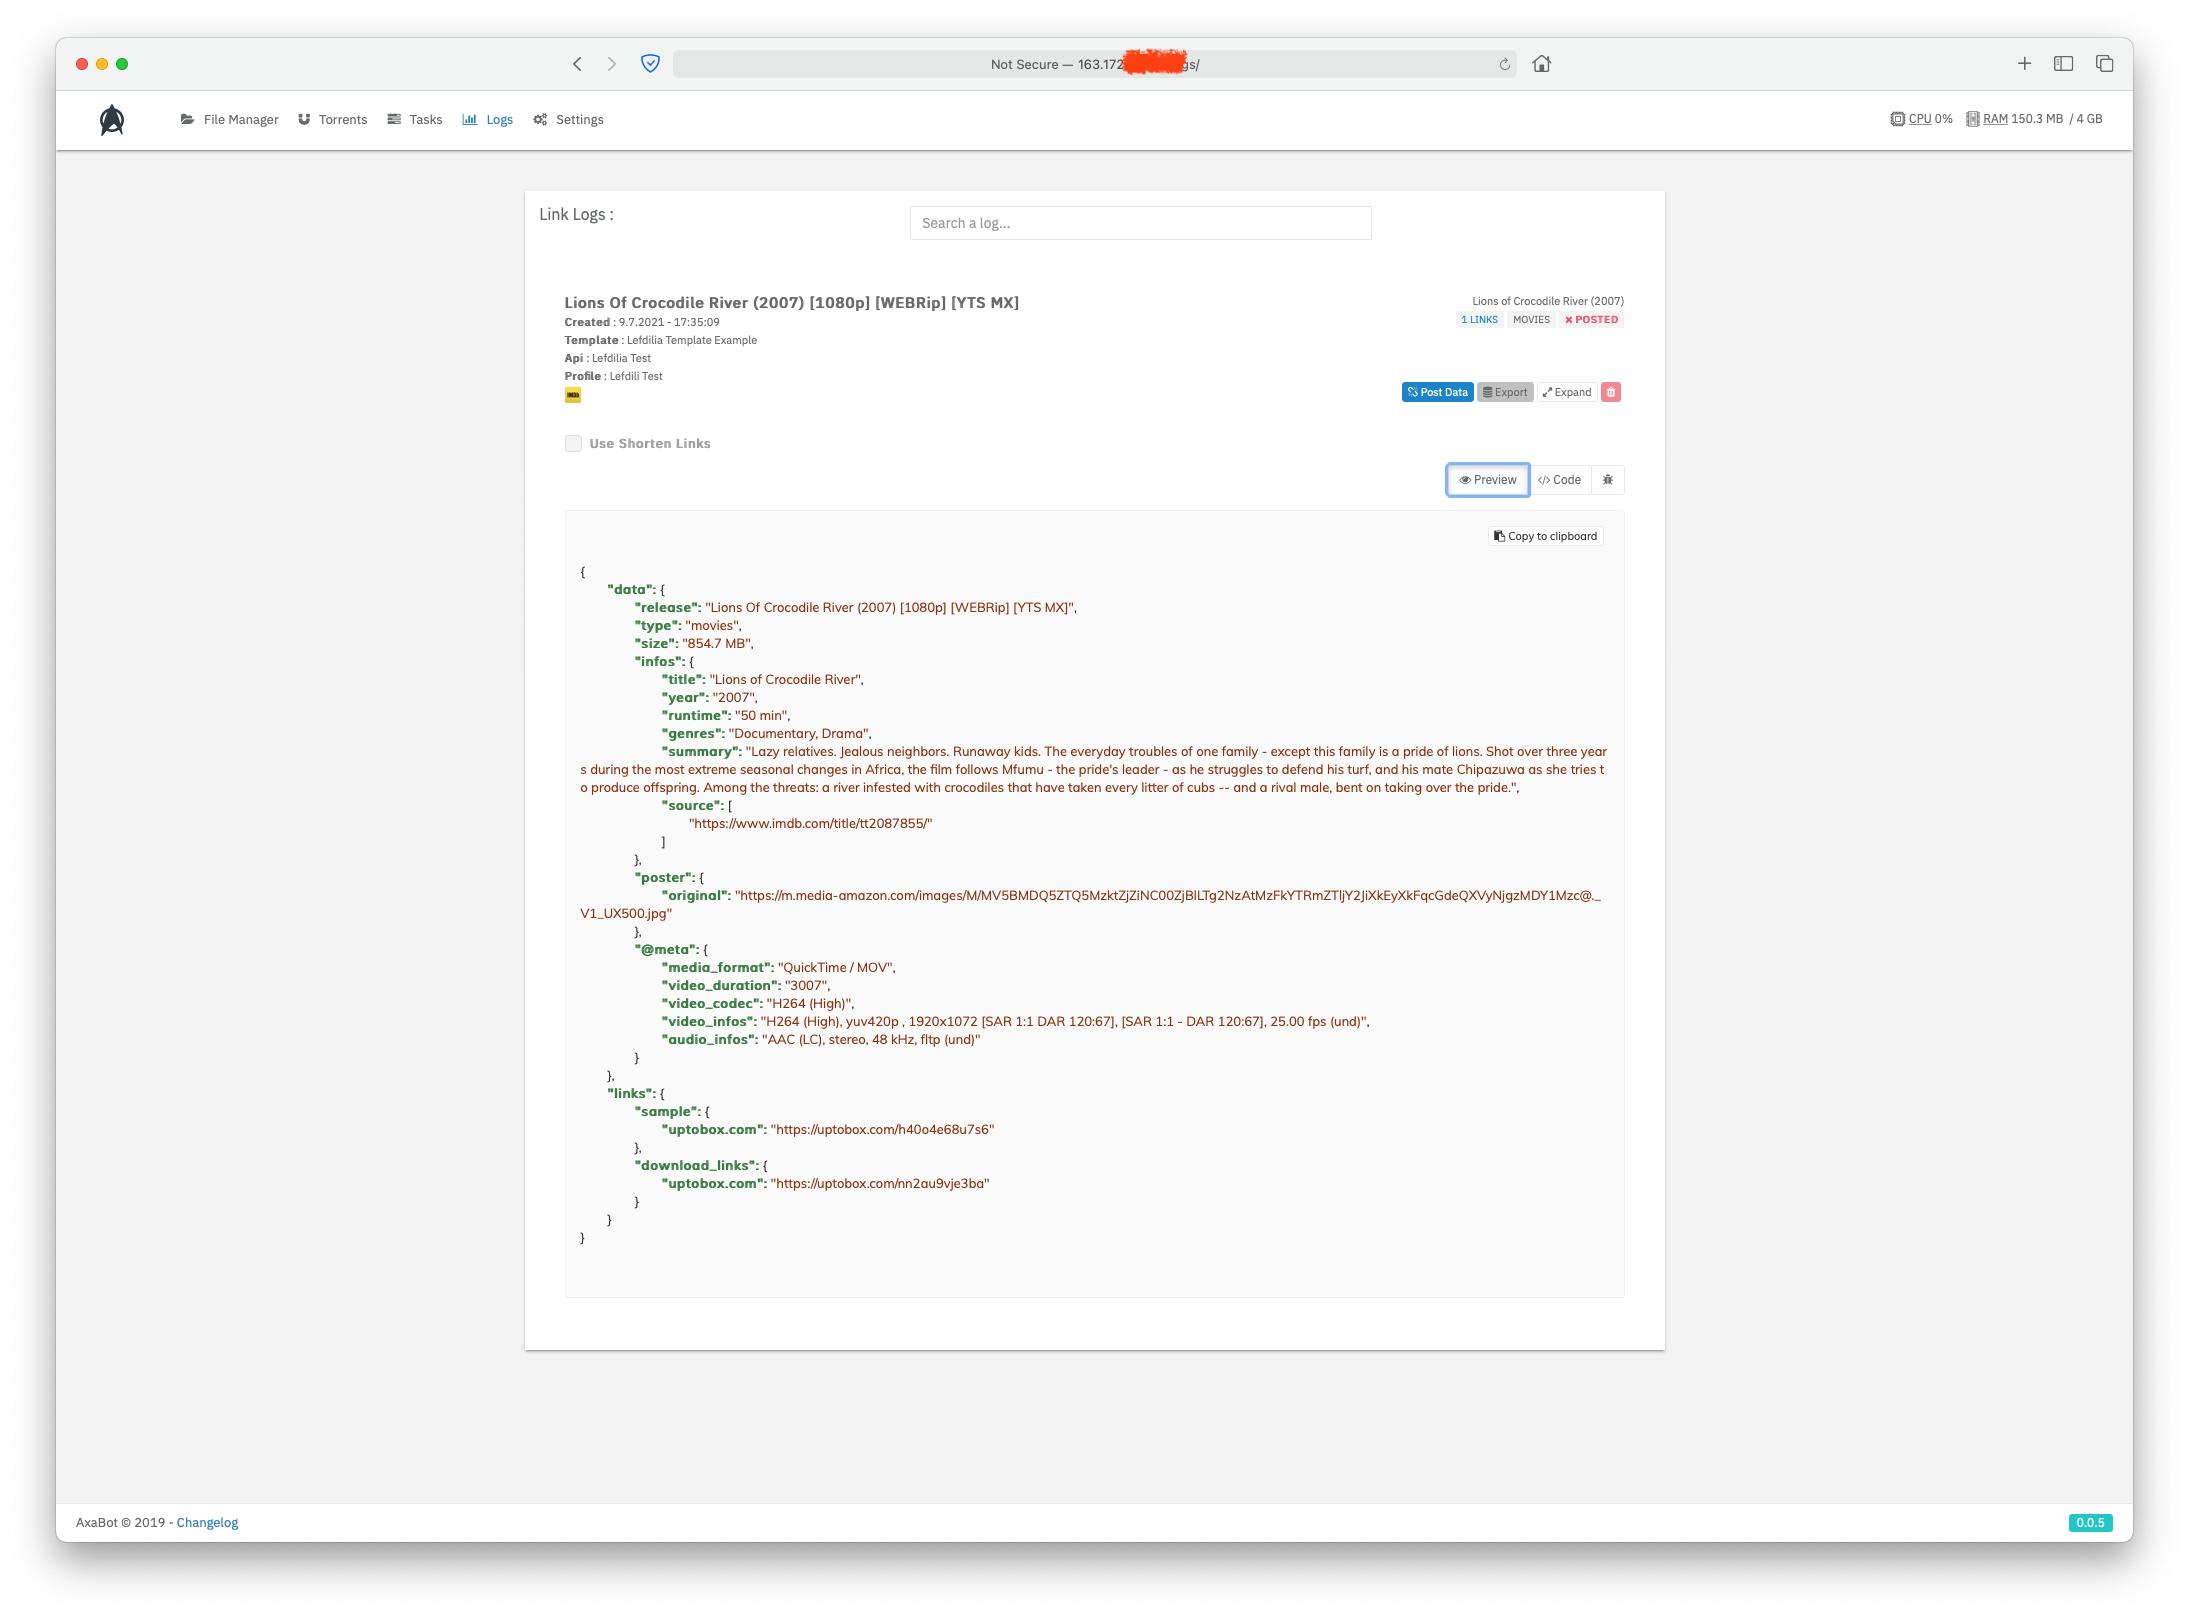 Not Secure — 163.172
gs/
File Manager
Torrents
Tasks
Logs
Settings
CPU 0%
RAM 150.3 MB / 4 GB
Link Logs :
Search a log...
Lions Of Crocodile River (2007) [1080p] [WEBRip] [YTS MX]
Lions of Crocodile River (2007)
Created : 9.7.2021 - 17:35:09
1 LINKS
MOVIES
POSTED
Template : Lefdilia Template Example
Api : Lefdilia Test
Profile : Lefdili Test
IMDb
Post Data
Export
Expand
Use Shorten Links
Preview
</> Code
Copy to clipboard
{
"data": {
"release": "Lions Of Crocodile River (2007) [1080p] [WEBRip] [YTS MX]",
"type": "movies",
"size": "854.7 MB",
"infos": {
"title": "Lions of Crocodile River",
"year": "2007",
"runtime": "50 min",
"genres": "Documentary, Drama",
"summary": "Lazy relatives. Jealous neighbors. Runaway kids. The everyday troubles of one family - except this family is a pride of lions. Shot over three year
s during the most extreme seasonal changes in Africa, the film follows Mfumu - the pride's leader - as he struggles to defend his turf, and his mate Chipazuwa as she tries t
o produce offspring. Among the threats: a river infested with crocodiles that have taken every litter of cubs -- and a rival male, bent on taking over the pride.",
"source": [
"https://www.imdb.com/title/tt2087855/"
]
},
"poster": {
"original": "https://m.media-amazon.com/images/M/MV5BMDQ5ZTQ5MzktZjZiNC00ZjBlLTg2NzAtMzFkYTRmZTljY2JiXkEyXkFqcGdeQXVyNjgzMDY1Mzc@._
V1_UX500.jpg"
},
"@meta": {
"media_format": "QuickTime / MOV",
"video_duration": "3007",
"video_codec": "H264 (High)",
"video_infos": "H264 (High), yuv420p , 1920x1072 [SAR 1:1 DAR 120:67], [SAR 1:1 - DAR 120:67], 25.00 fps (und)",
"audio_infos": "AAC (LC), stereo, 48 kHz, fltp (und)"
}
},
"links": {
"sample": {
"uptobox.com": "https://uptobox.com/h40o4e68u7s6"
},
"download_links": {
"uptobox.com": "https://uptobox.com/nn2au9vje3ba"
}
}
}
AxaBot © 2019 - Changelog
0.0.5